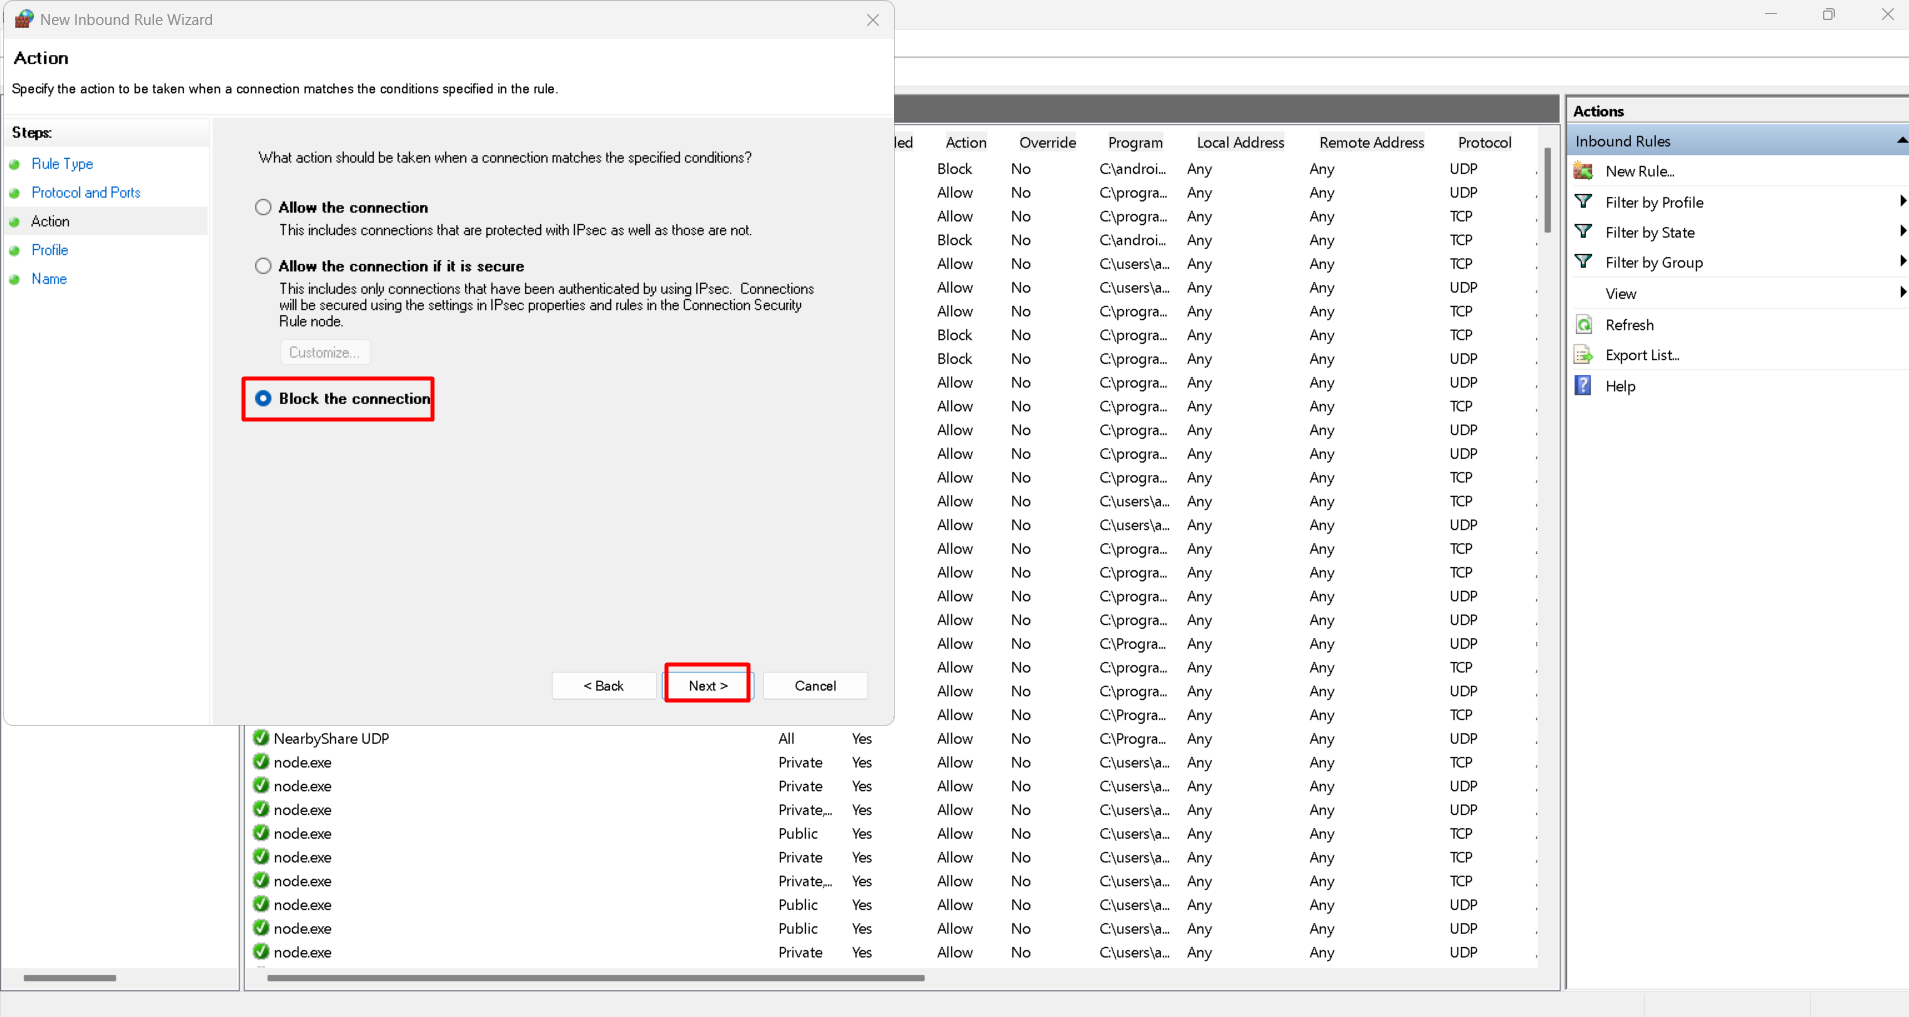 New Inbound Rule Wizard
Action
Specify the action to be taken when a connection matches the conditions specified in the rule.
Steps:
Rule Type
Protocol and Ports
Action
Profile
Name
What action should be taken when a connection matches the specified conditions?
Allow the connection
This includes connections that are protected with IPsec as well as those are not.
Allow the connection if it is secure
This includes only connections that have been authenticated by using IPsec. Connections
will be secured using the settings in IPsec properties and rules in the Connection Security
Rule node.
Customize...
Block the connection
< Back Next > Cancel
led Action Override Program Local Address Remote Address Protocol
Block No C:\androi... Any Any UDP
Allow No C:\progra... Any Any UDP
Allow No C:\progra... Any Any TCP
Block No C:\androi... Any Any TCP
Allow No C:\users\a... Any Any TCP
Allow No C:\users\a... Any Any UDP
Allow No C:\progra... Any Any TCP
Block No C:\progra... Any Any TCP
Block No C:\progra... Any Any UDP
Allow No C:\progra... Any Any UDP
Allow No C:\progra... Any Any TCP
Allow No C:\progra... Any Any UDP
Allow No C:\progra... Any Any UDP
Allow No C:\progra... Any Any TCP
Allow No C:\users\a... Any Any TCP
Allow No C:\users\a... Any Any UDP
Allow No C:\progra... Any Any TCP
Allow No C:\progra... Any Any TCP
Allow No C:\progra... Any Any UDP
Allow No C:\progra... Any Any UDP
Allow No C:\Progra... Any Any UDP
Allow No C:\progra... Any Any TCP
Allow No C:\progra... Any Any UDP
Allow No C:\Progra... Any Any TCP
NearbyShare UDP All Yes Allow No C:\Progra... Any Any UDP
node.exe Private Yes Allow No C:\users\a... Any Any TCP
node.exe Private Yes Allow No C:\users\a... Any Any UDP
node.exe Private,... Yes Allow No C:\users\a... Any Any UDP
node.exe Public Yes Allow No C:\users\a... Any Any TCP
node.exe Private Yes Allow No C:\users\a... Any Any TCP
node.exe Private,... Yes Allow No C:\users\a... Any Any TCP
node.exe Public Yes Allow No C:\users\a... Any Any UDP
node.exe Public Yes Allow No C:\users\a... Any Any UDP
node.exe Private Yes Allow No C:\users\a... Any Any UDP
Actions
Inbound Rules
New Rule...
Filter by Profile
Filter by State
Filter by Group
View
Refresh
Export List...
Help